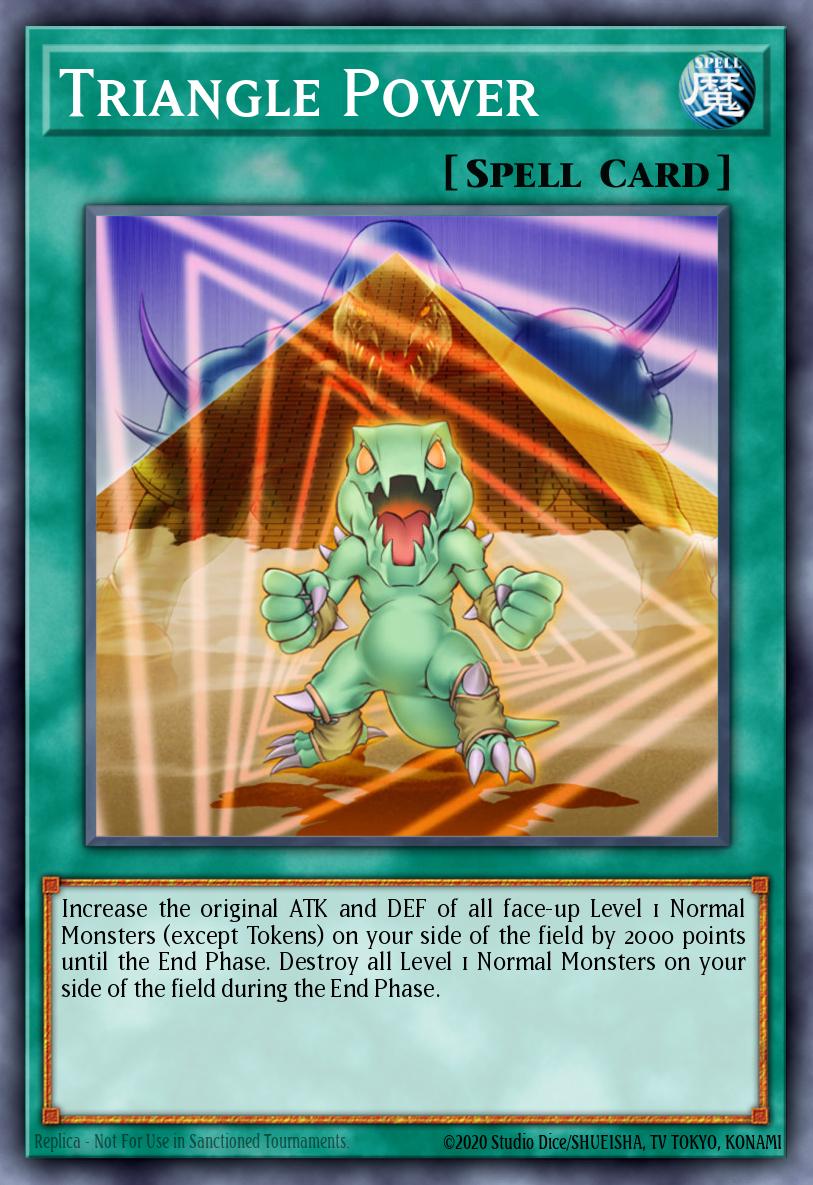 Triangle Power
SPELL
魔
[ Spell Card ]
Increase the original ATK and DEF of all face-up Level 1 Normal
Monsters (except Tokens) on your side of the field by 2000 points
until the End Phase. Destroy all Level 1 Normal Monsters on your
side of the field during the End Phase.
Replica - Not For Use in Sanctioned Tournaments.
©2020 Studio Dice/SHUEISHA, TV TOKYO, KONAMI